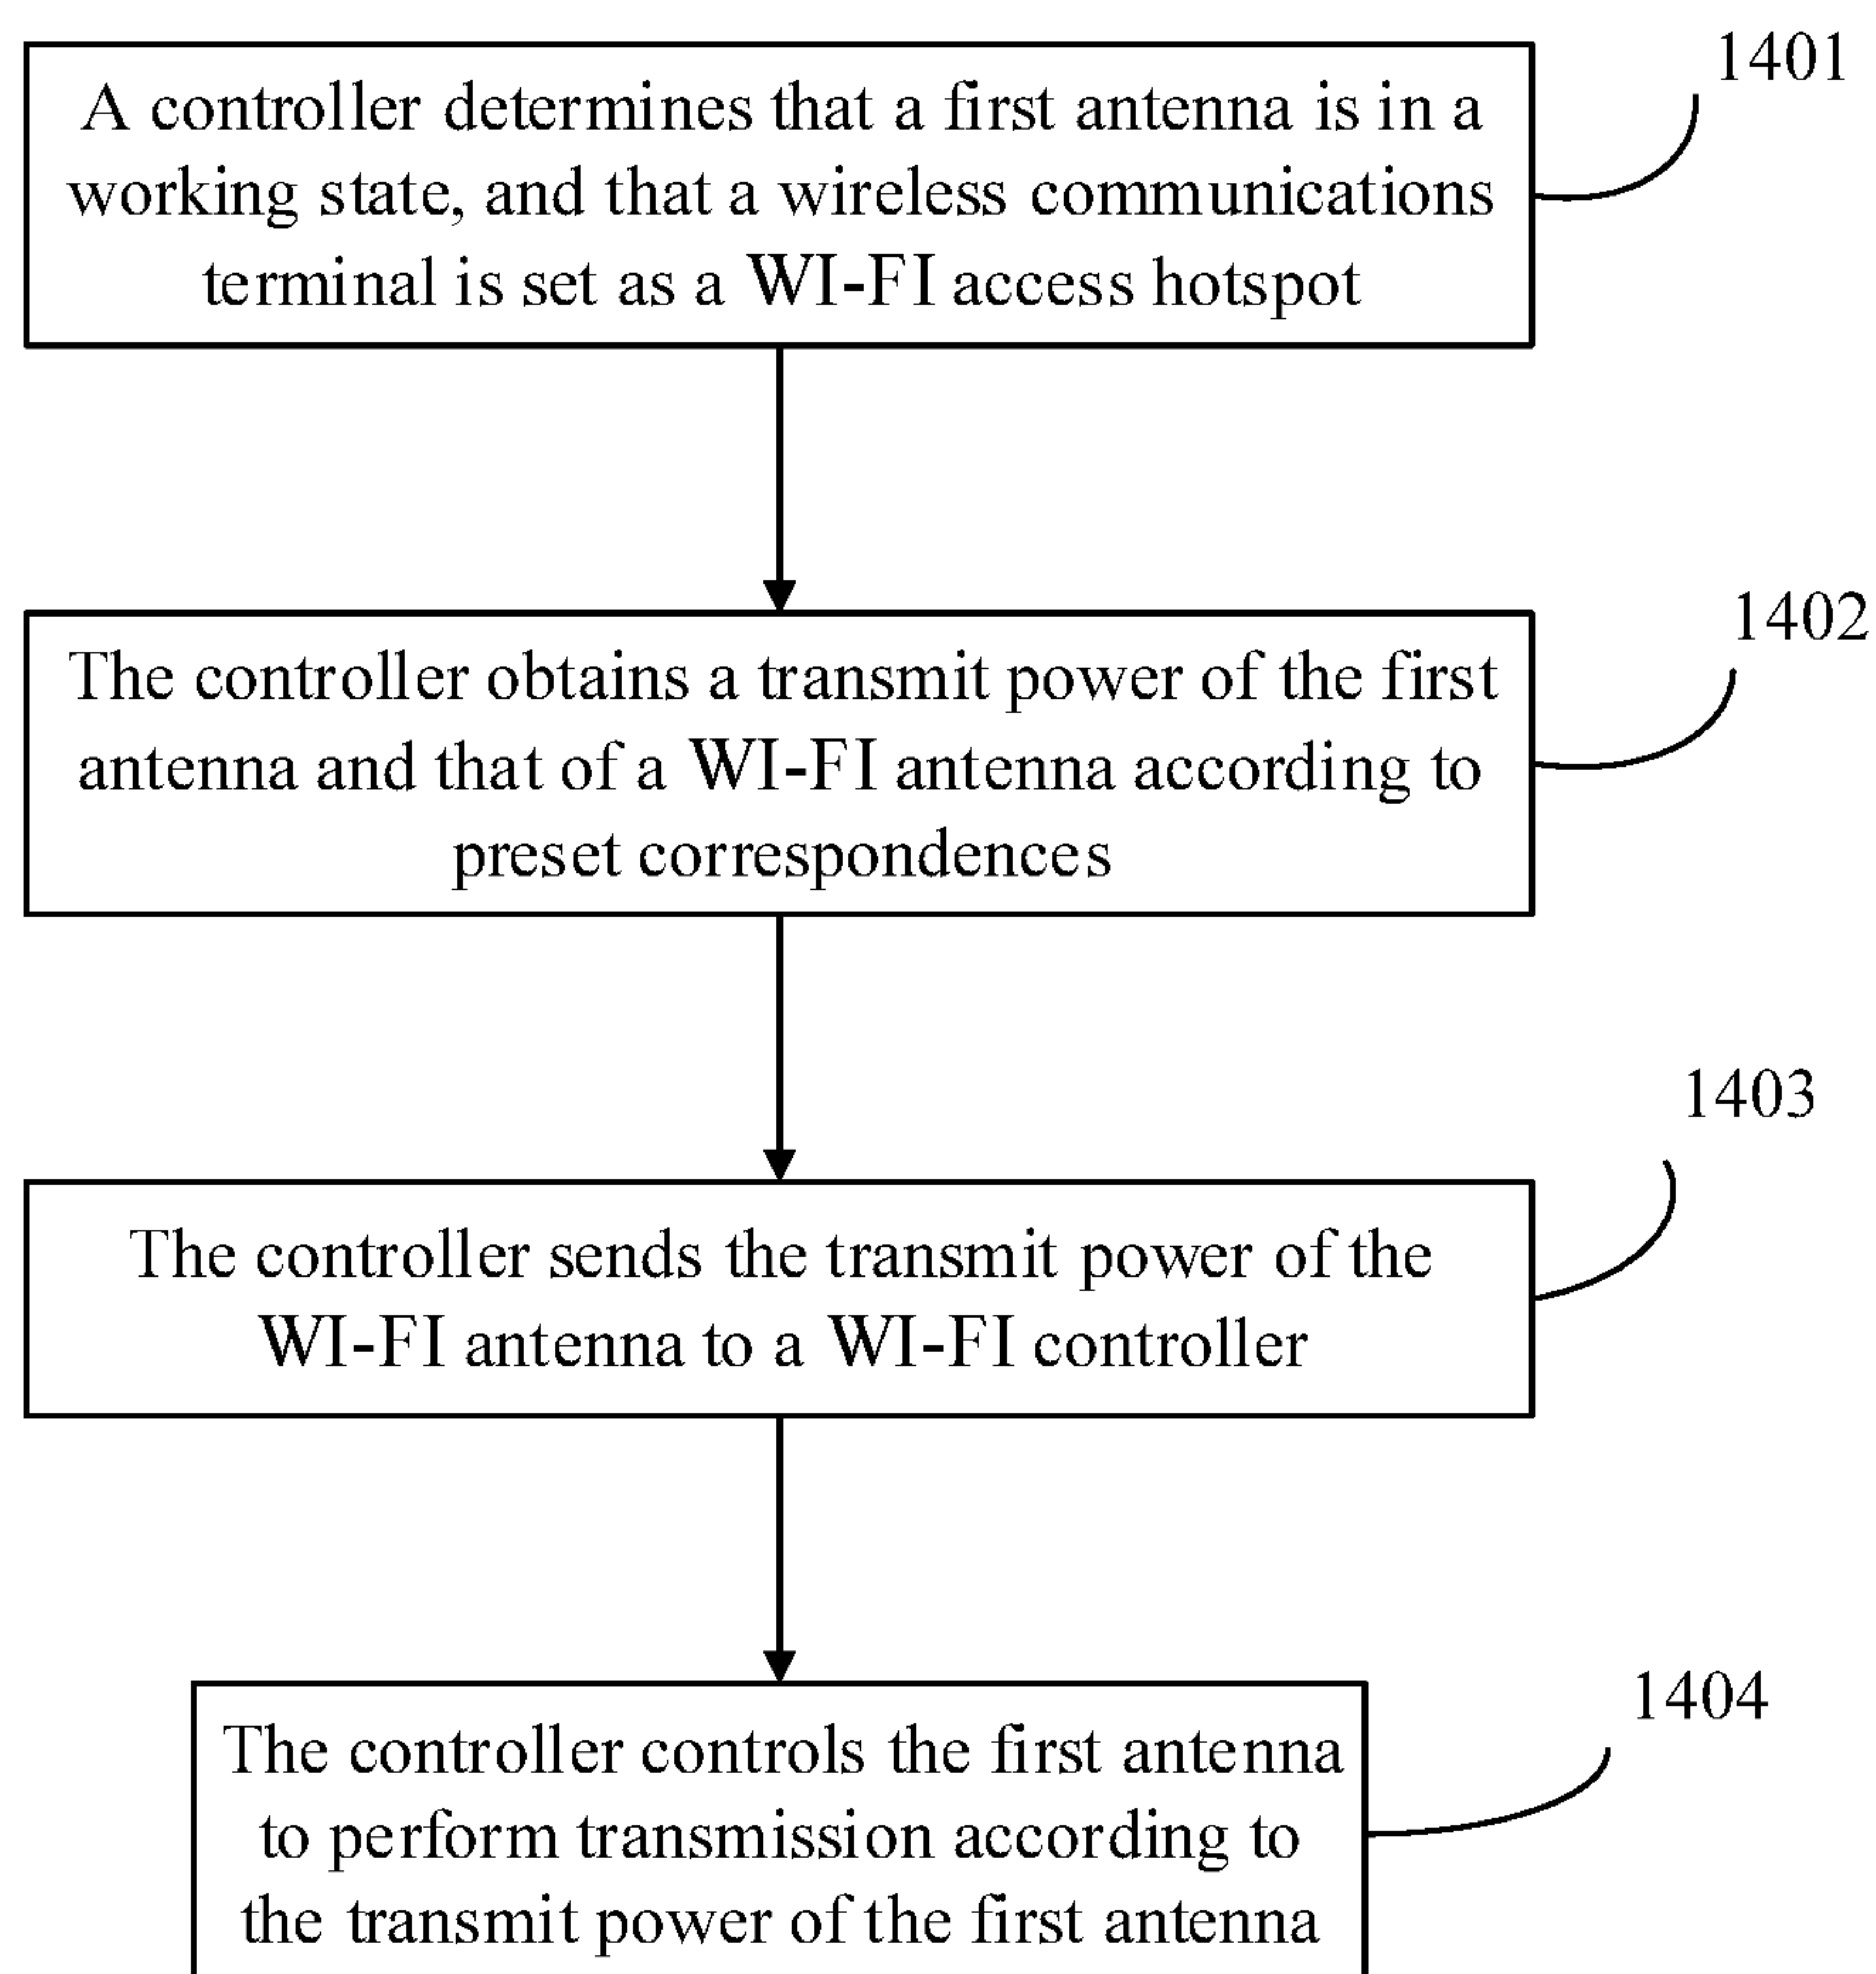 1401
A controller determines that a first antenna is in a
working state, and that a wireless communications
terminal is set as a WI-FI access hotspot
1402
The controller obtains a transmit power of the first
antenna and that of a WI-FI antenna according to
preset correspondences
1403
The controller sends the transmit power of the
WI-FI antenna to a WI-FI controller
1404
The controller controls the first antenna
to perform transmission according to
the transmit power of the first antenna